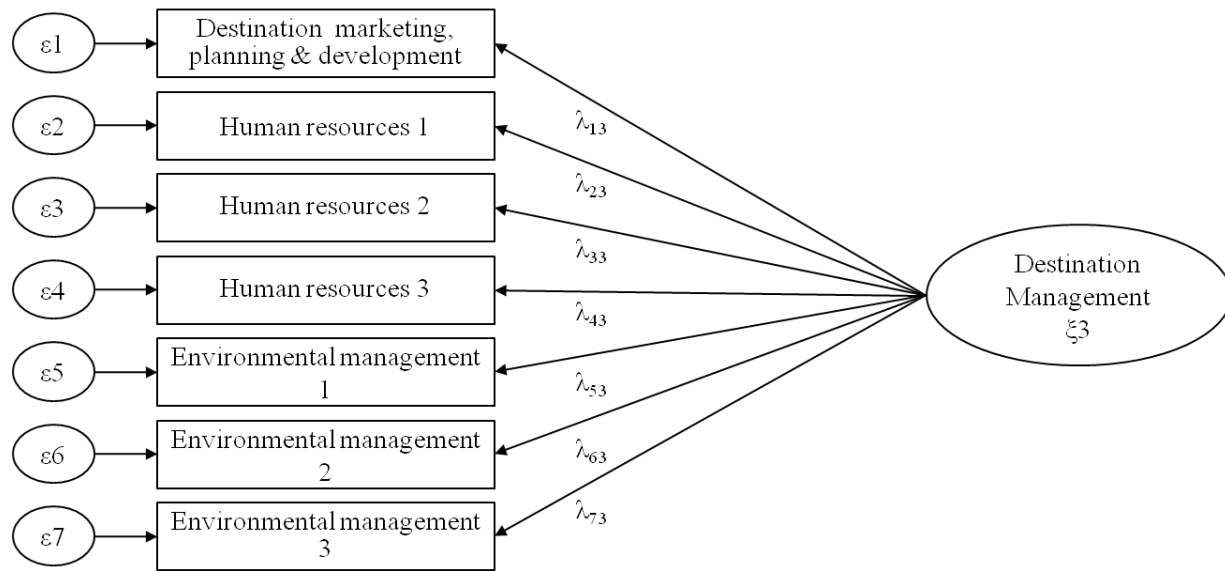 ε1
Destination marketing,
planning & development
λ13
ε2
Human resources 1
λ23
ε3
Human resources 2
λ33
ε4
Human resources 3
λ43
Destination
Management
ξ3
ε5
Environmental management
1
λ53
ε6
Environmental management
2
λ63
ε7
Environmental management
3
λ73